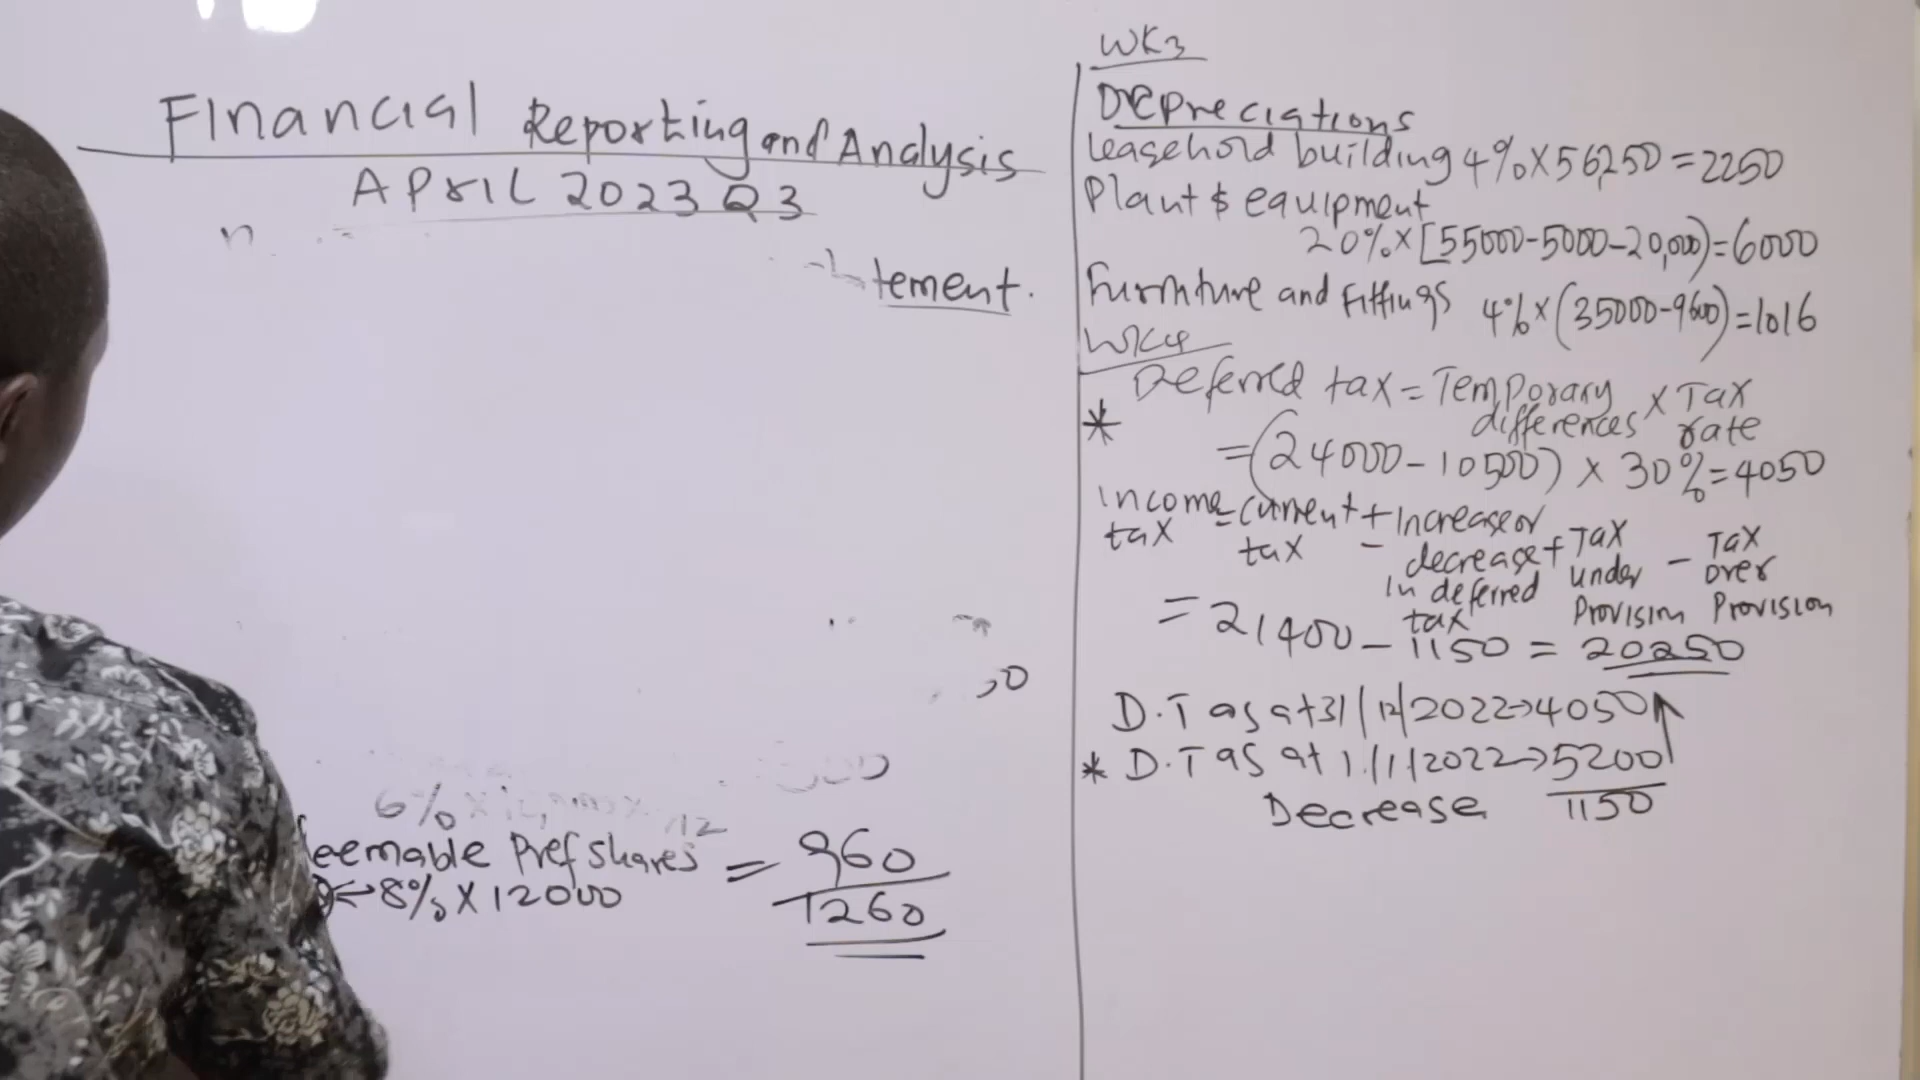 Financial Reporting and Analysis
APRIL 2023 Q3
tement.
6% X
12
eemable Pref shares = 960
8% X 12000
1260
WK3
Depreciations
Leasehold building 4% X 56,250 = 2250
Plant $ equipment
20% X [55000-5000-20,000) = 6000
Furniture and Fittings 4% X (35000-9600) = 1016
WK4
* Deferred tax = Temporary differences X Tax rate
= (24000 - 10500) X 30% = 4050
Income tax = Current tax + - Increase or decrease in deferred tax + Tax under Provision - Tax over Provision
= 21400 - 1150 = 20250
D.T as at 31/12/2022 → 4050
* D.T as at 1/1/2022 → 5200
Decrease 1150